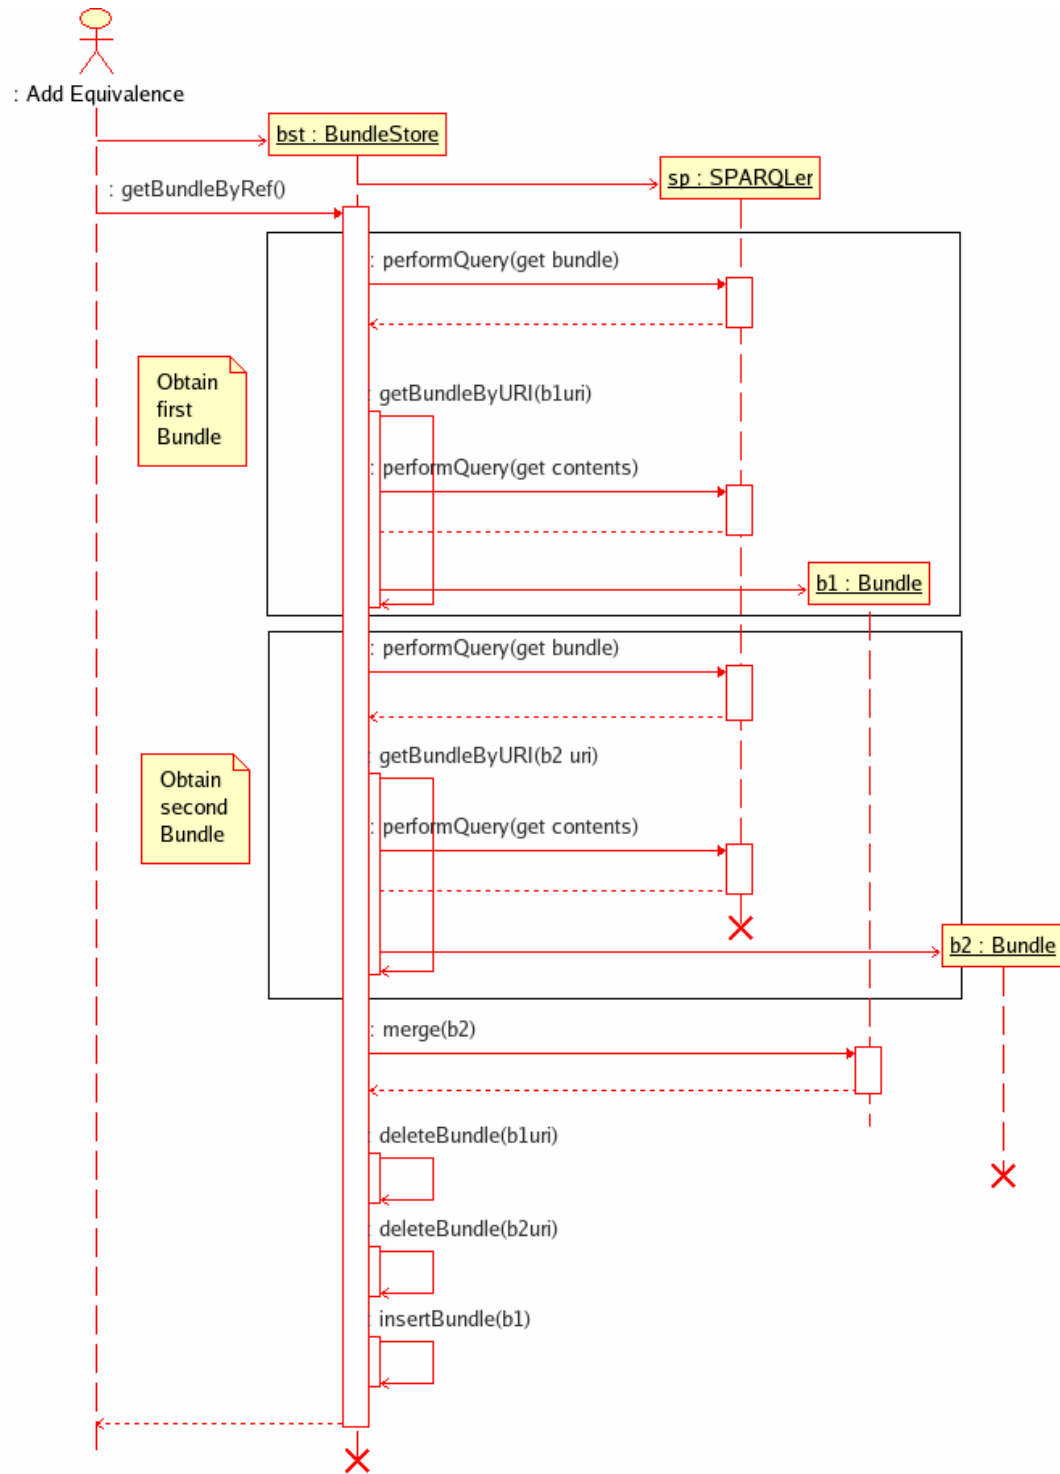 : Add Equivalence
bst : BundleStore
sp : SPARQLer
: getBundleByRef()
: performQuery(get bundle)
Obtain
first
Bundle
: getBundleByURI(b1uri)
: performQuery(get contents)
b1 : Bundle
: performQuery(get bundle)
: getBundleByURI(b2 uri)
Obtain
second
Bundle
: performQuery(get contents)
b2 : Bundle
: merge(b2)
: deleteBundle(b1uri)
: deleteBundle(b2uri)
: insertBundle(b1)